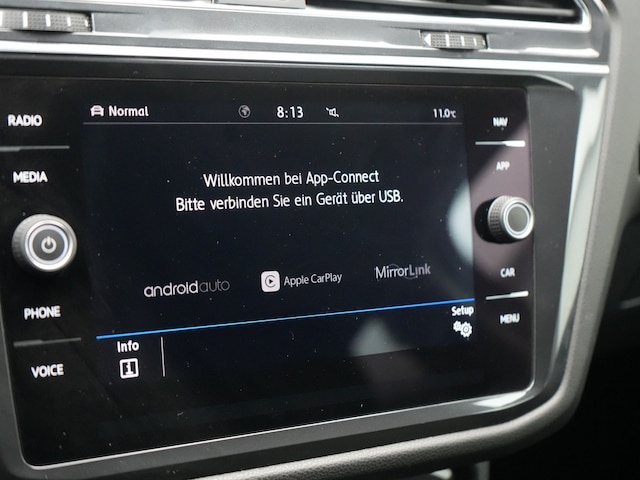 Normal
8:13
11.0°C
RADIO
MEDIA
PHONE
VOICE
Willkommen bei App-Connect
Bitte verbinden Sie ein Gerät über USB.
androidauto
Apple CarPlay
MirrorLink
Info
Setup
NAV
APP
CAR
MENU